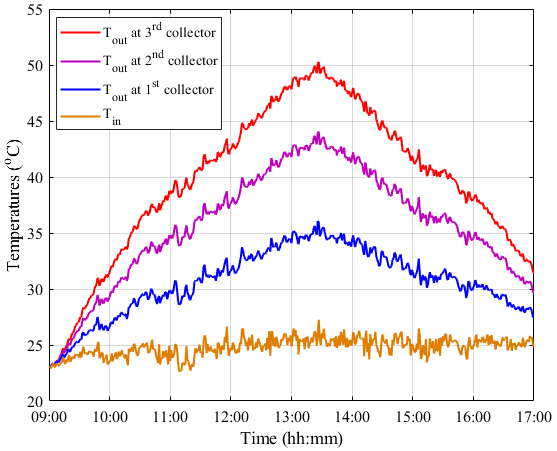 55
50
45
40
35
30
25
20
Temperatures (°C)
T_out at 3^rd collector
T_out at 2^nd collector
T_out at 1^st collector
T_in
09:00 10:00 11:00 12:00 13:00 14:00 15:00 16:00 17:00
Time (hh:mm)